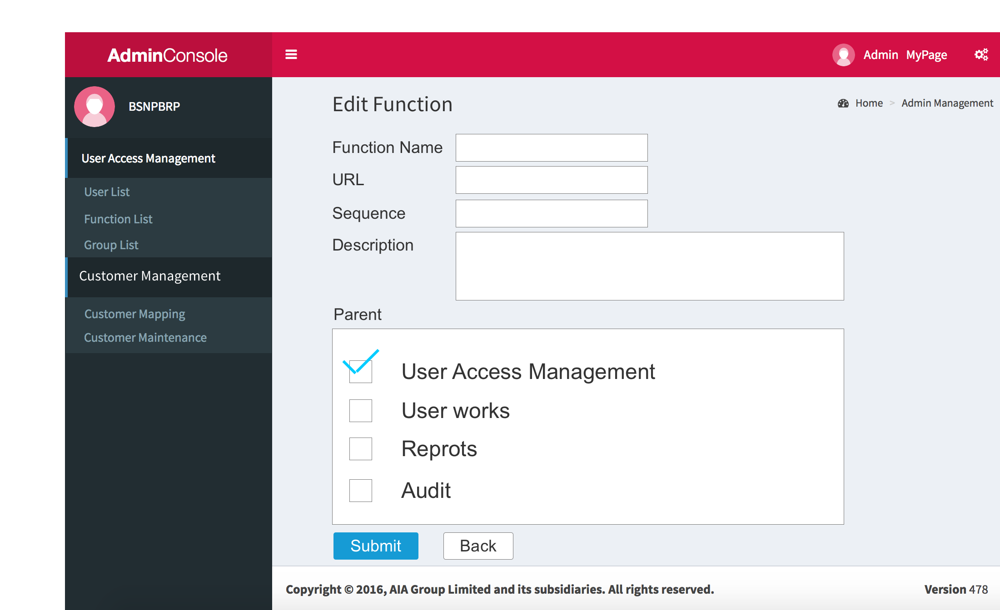 AdminConsole
Admin MyPage
BSNPBRP
User Access Management
User List
Function List
Group List
Customer Management
Customer Mapping
Customer Maintenance
Edit Function
Home > Admin Management
Function Name
URL
Sequence
Description
Parent
User Access Management
User works
Reprots
Audit
Submit
Back
Copyright © 2016, AIA Group Limited and its subsidiaries. All rights reserved.
Version 478